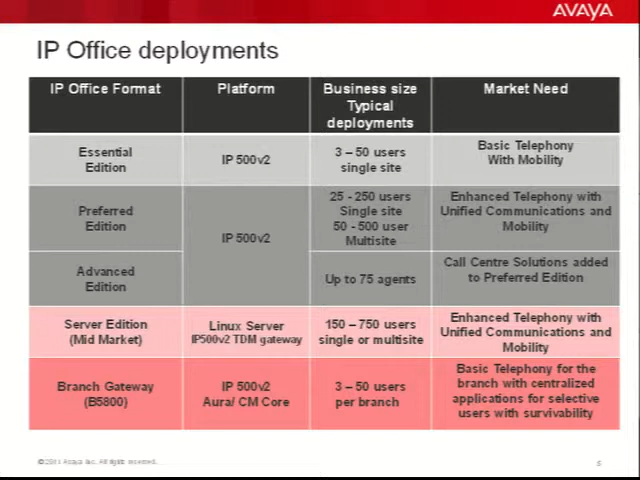 AVAYA
IP Office deployments
IP Office Format
Platform
Business size
Typical
deployments
Market Need
Essential
Edition
IP 500v2
3 – 50 users
single site
Basic Telephony
With Mobility
Preferred
Edition
IP 500v2
25 - 250 users
Single site
50 - 500 user
Multisite
Enhanced Telephony with
Unified Communications and
Mobility
Advanced
Edition
Up to 75 agents
Call Centre Solutions added
to Preferred Edition
Server Edition
(Mid Market)
Linux Server
IP500v2 TDM gateway
150 – 750 users
single or multisite
Enhanced Telephony with
Unified Communications and
Mobility
Branch Gateway
(B5800)
IP 500v2
Aura/ CM Core
3 – 50 users
per branch
Basic Telephony for the
branch with centralized
applications for selective
users with survivability
Avaya Inc. All rights reserved.